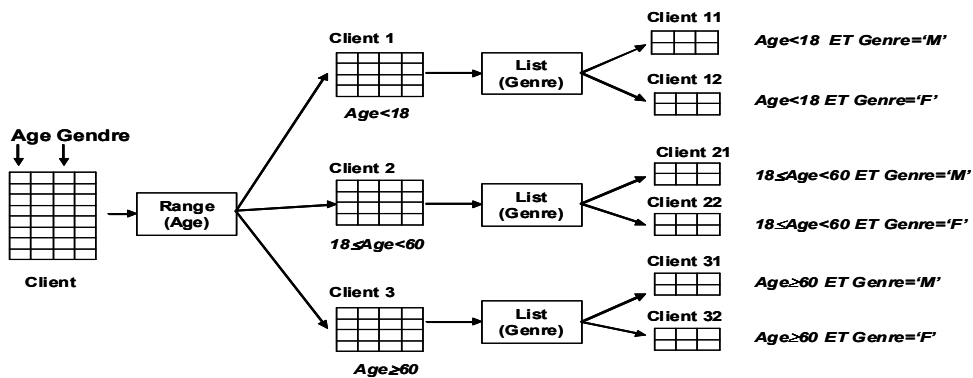 Age Gendre
Client
Range
(Age)
Client 1
Age<18
Client 2
18≤Age<60
Client 3
Age≥60
List
(Genre)
List
(Genre)
List
(Genre)
Client 11
Age<18 ET Genre=‘M’
Client 12
Age<18 ET Genre=‘F’
Client 21
18≤Age<60 ET Genre=‘M’
Client 22
18≤Age<60 ET Genre=‘F’
Client 31
Age≥60 ET Genre=‘M’
Client 32
Age≥60 ET Genre=‘F’